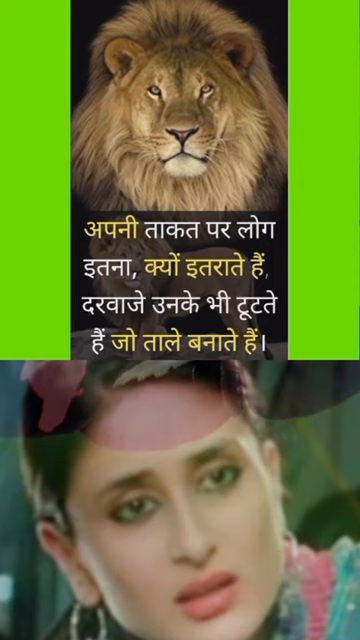 अपनी ताकत पर लोग
इतना, क्यों इतराते हैं,
दरवाजे उनके भी टूटते
हैं जो ताले बनाते हैं।